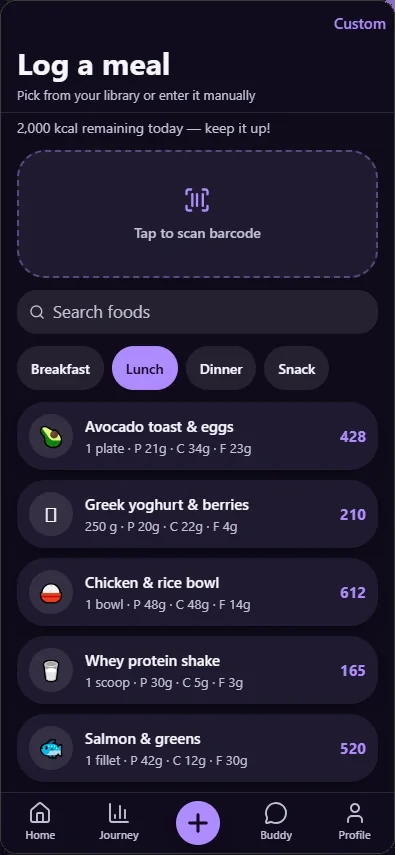 Custom
Log a meal
Pick from your library or enter it manually
2,000 kcal remaining today — keep it up!
Tap to scan barcode
Search foods
Breakfast
Lunch
Dinner
Snack
Avocado toast & eggs
1 plate · P 21g · C 34g · F 23g
428
Greek yoghurt & berries
250 g · P 20g · C 22g · F 4g
210
Chicken & rice bowl
1 bowl · P 48g · C 48g · F 14g
612
Whey protein shake
1 scoop · P 30g · C 5g · F 3g
165
Salmon & greens
1 fillet · P 42g · C 12g · F 30g
520
Home
Journey
Buddy
Profile